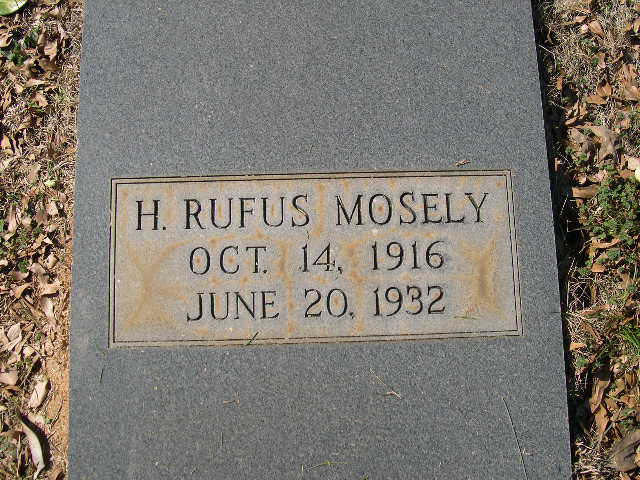 H. RUFUS MOSELY
OCT. 14, 1916
JUNE 20, 1932